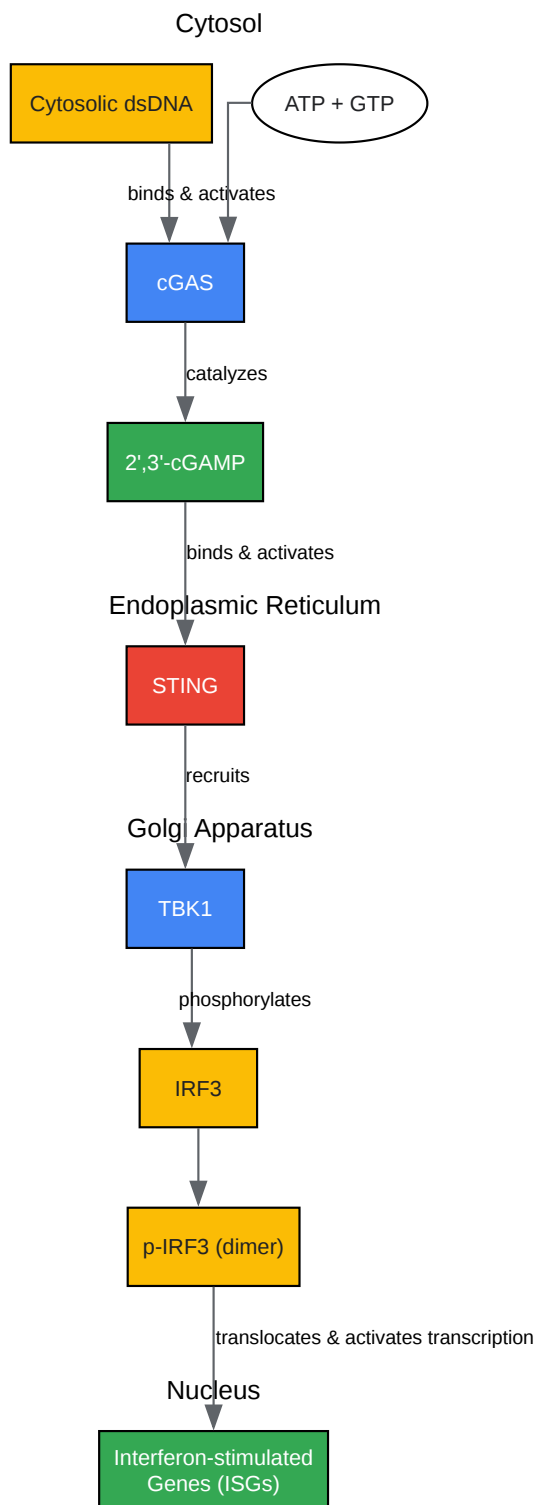 Cytosol
Cytosolic dsDNA
ATP + GTP
binds & activates
cGAS
catalyzes
2',3'-cGAMP
binds & activates
Endoplasmic Reticulum
STING
recruits
Golgi Apparatus
TBK1
phosphorylates
IRF3
p-IRF3 (dimer)
translocates & activates transcription
Nucleus
Interferon-stimulated
Genes (ISGs)